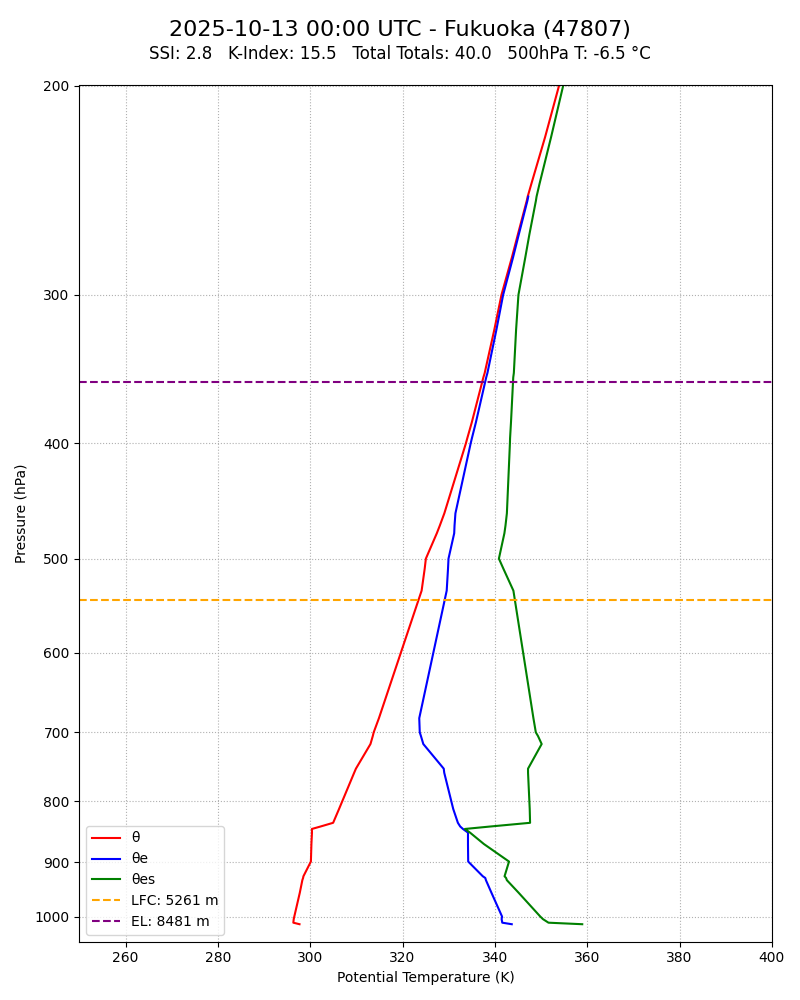 2025-10-13 00:00 UTC - Fukuoka (47807)
SSI: 2.8 K-Index: 15.5 Total Totals: 40.0 500hPa T: -6.5 °C
200
300
400
500
600
700
800
900
1000
Pressure (hPa)
θ
θe
θes
LFC: 5261 m
EL: 8481 m
260 280 300 320 340 360 380 400
Potential Temperature (K)